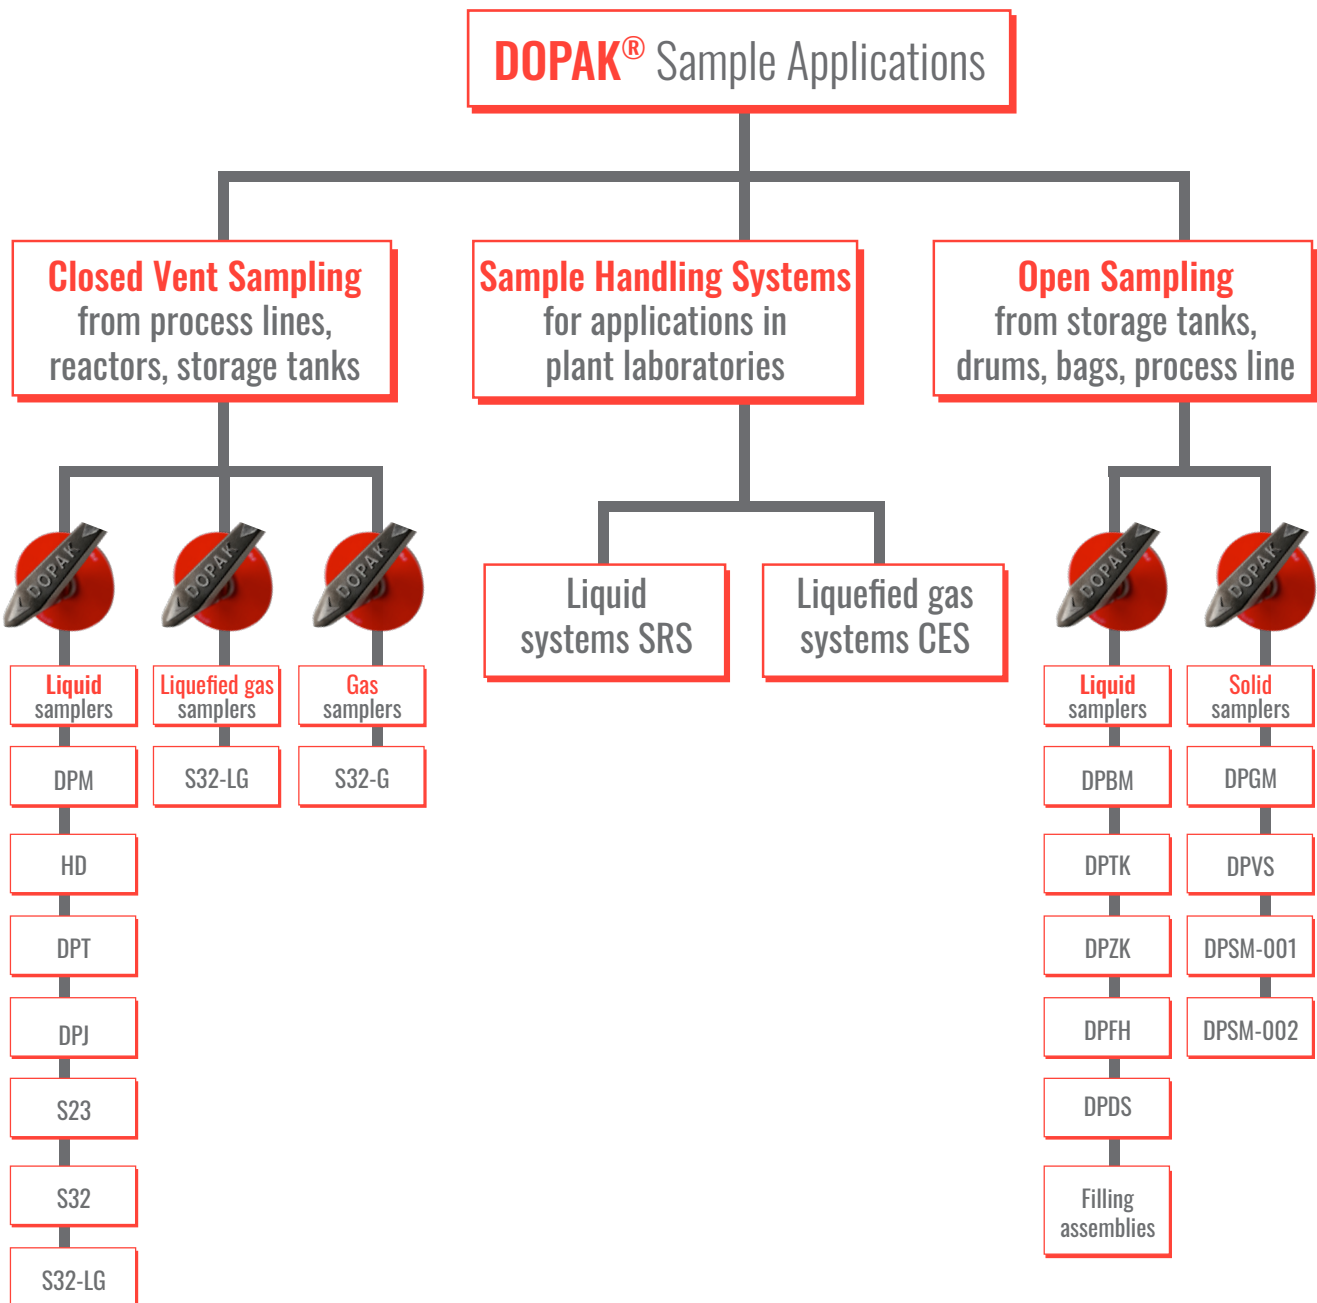 DOPAK® Sample Applications
Closed Vent Sampling
from process lines,
reactors, storage tanks
Sample Handling Systems
for applications in
plant laboratories
Open Sampling
from storage tanks,
drums, bags, process line
DOPAK
DOPAK
DOPAK
DOPAK
DOPAK
Liquid
systems SRS
Liquefied gas
systems CES
Liquid
samplers
DPM
HD
DPT
DPJ
S23
S32
S32-LG
Liquefied gas
samplers
S32-LG
Gas
samplers
S32-G
Liquid
samplers
DPBM
DPTK
DPZK
DPFH
DPDS
Filling
assemblies
Solid
samplers
DPGM
DPVS
DPSM-001
DPSM-002